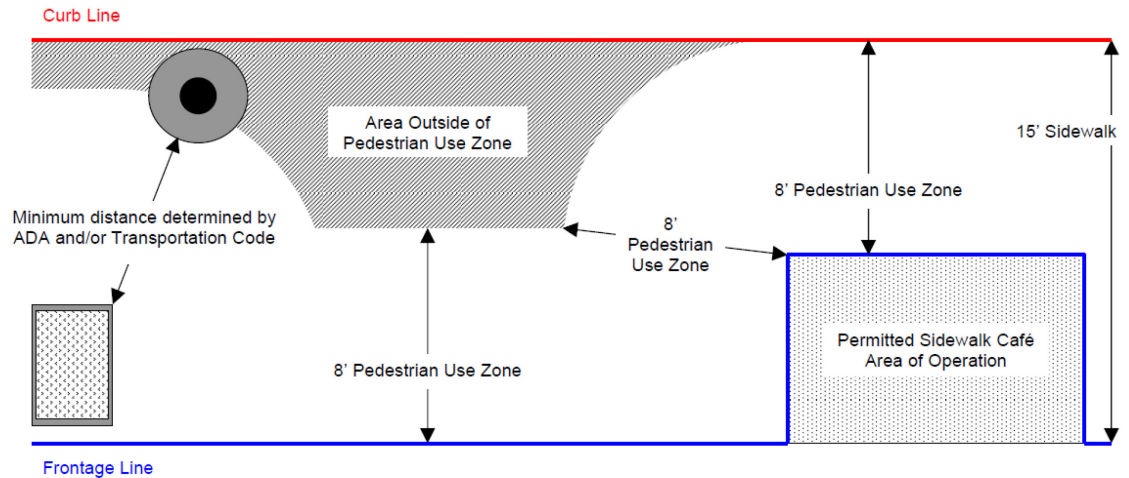 Curb Line
Area Outside of
Pedestrian Use Zone
15’ Sidewalk
8’ Pedestrian Use Zone
Minimum distance determined by
ADA and/or Transportation Code
8’
Pedestrian
Use Zone
Permitted Sidewalk Café
Area of Operation
8’ Pedestrian Use Zone
Frontage Line